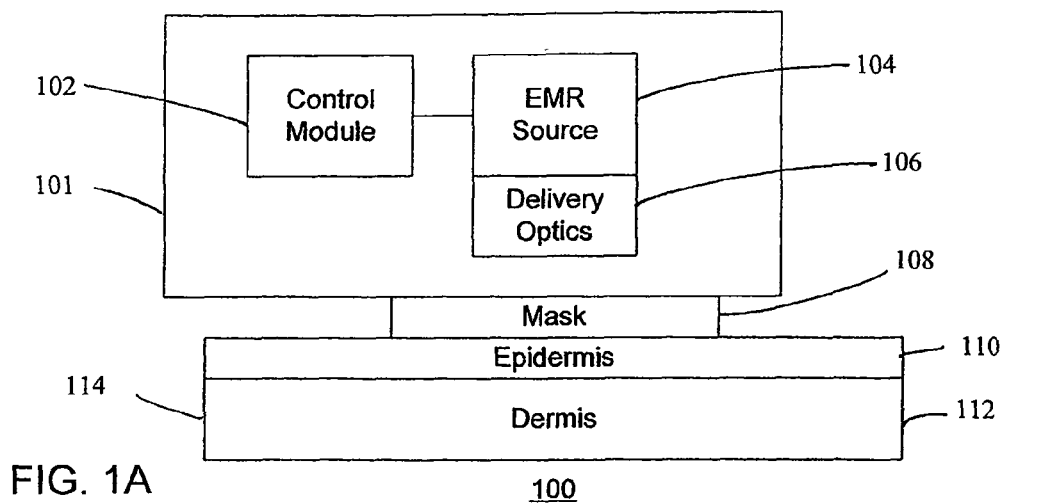 102
Control
Module
EMR
Source
104
101
Delivery
Optics
106
108
Mask
Epidermis
110
114
Dermis
112
FIG. 1A
100